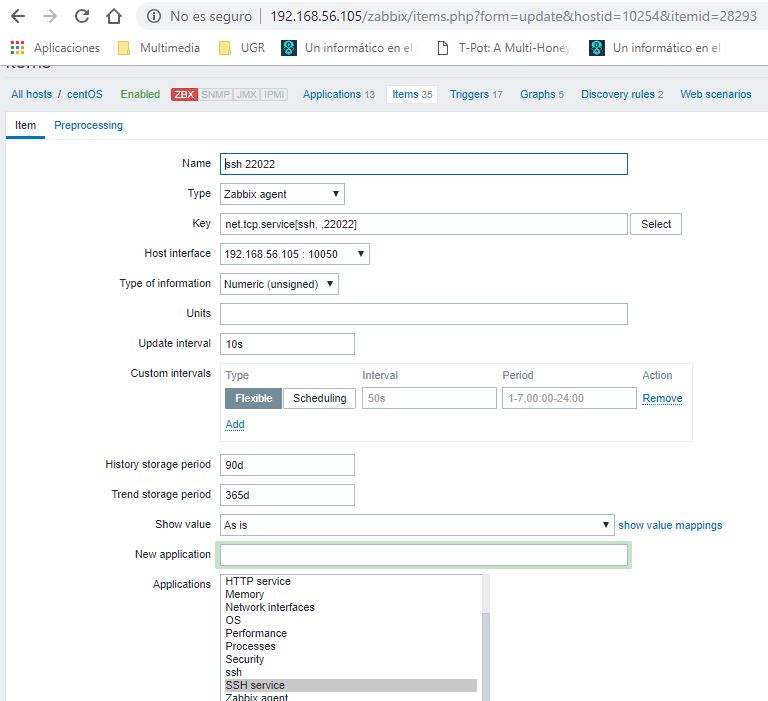 No es seguro 192.168.56.105/zabbix/items.php?form=update&hostid=10254&itemid=28293
Aplicaciones Multimedia UGR Un informático en el T-Pot: A Multi-Honey Un informático en el
Items
All hosts / centOS Enabled ZBX SNMP JMX IPMI Applications 13 Items 35 Triggers 17 Graphs 5 Discovery rules 2 Web scenarios
Item Preprocessing
Name ssh 22022
Type Zabbix agent
Key net.tcp.service[ssh, ,22022] Select
Host interface 192.168.56.105 : 10050
Type of information Numeric (unsigned)
Units
Update interval 10s
Custom intervals Type Interval Period Action
Flexible Scheduling 50s 1-7,00:00-24:00 Remove
Add
History storage period 90d
Trend storage period 365d
Show value As is show value mappings
New application
Applications HTTP service
Memory
Network interfaces
OS
Performance
Processes
Security
ssh
SSH service
Zabbix agent